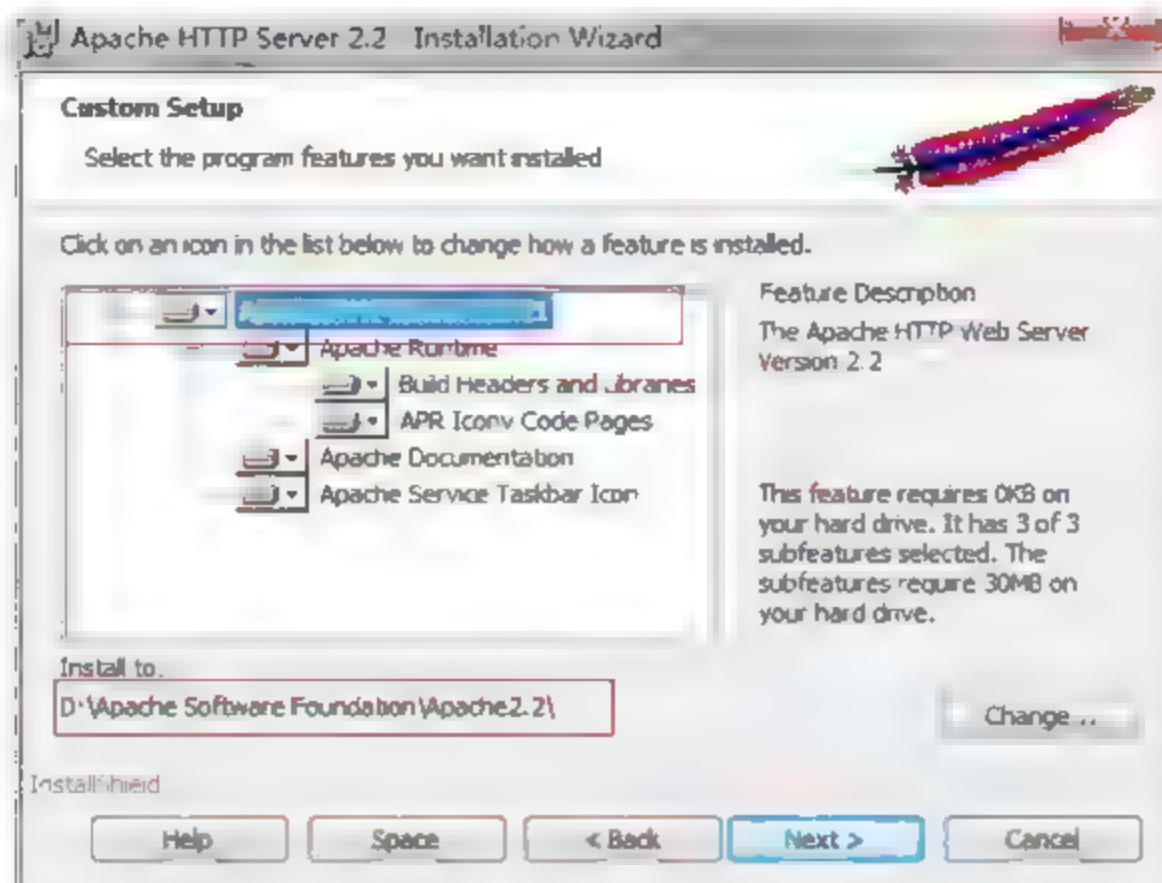 Apache HTTP Server 2.2 Installation Wizard
Custom Setup
Select the program features you want installed
Click on an icon in the list below to change how a feature is installed.
Apache Runtime
Build Headers and Libraries
APR Iconv Code Pages
Apache Documentation
Apache Service Taskbar Icon
Feature Description
The Apache HTTP Web Server
Version 2.2
This feature requires 0KB on
your hard drive. It has 3 of 3
subfeatures selected. The
subfeatures require 30MB on
your hard drive.
Install to:
D:\Apache Software Foundation\Apache2.2\
Change...
InstallShield
Help
Space
< Back
Next >
Cancel